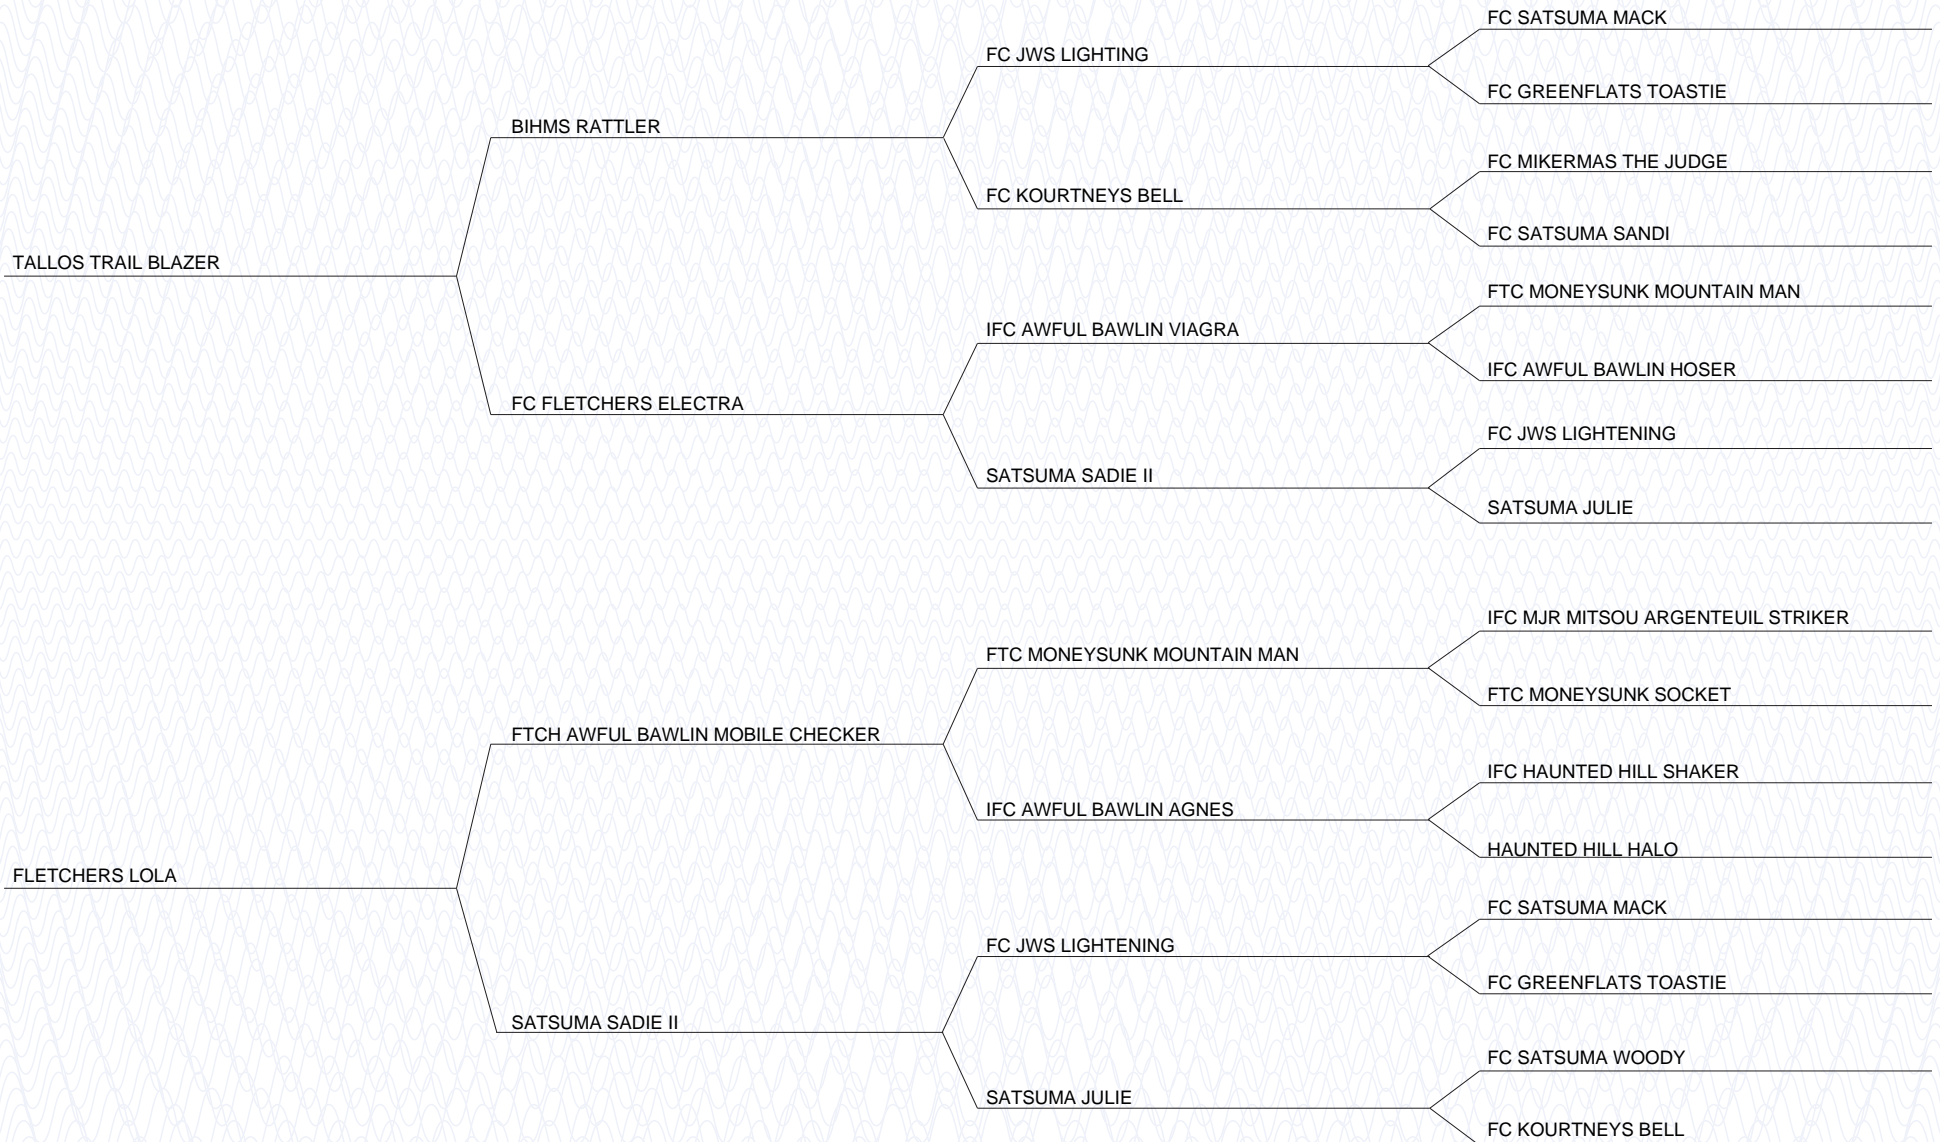 FC SATSUMA MACK
FC JWS LIGHTING
FC GREENFLATS TOASTIE
BIHMS RATTLER
FC MIKERMAS THE JUDGE
FC KOURTNEYS BELL
FC SATSUMA SANDI
TALLOS TRAIL BLAZER
FTC MONEYSUNK MOUNTAIN MAN
IFC AWFUL BAWLIN VIAGRA
IFC AWFUL BAWLIN HOSER
FC FLETCHERS ELECTRA
FC JWS LIGHTENING
SATSUMA SADIE II
SATSUMA JULIE
IFC MJR MITSOU ARGENTEUIL STRIKER
FTC MONEYSUNK MOUNTAIN MAN
FTC MONEYSUNK SOCKET
FTCH AWFUL BAWLIN MOBILE CHECKER
IFC HAUNTED HILL SHAKER
IFC AWFUL BAWLIN AGNES
HAUNTED HILL HALO
FLETCHERS LOLA
FC SATSUMA MACK
FC JWS LIGHTENING
FC GREENFLATS TOASTIE
SATSUMA SADIE II
FC SATSUMA WOODY
SATSUMA JULIE
FC KOURTNEYS BELL